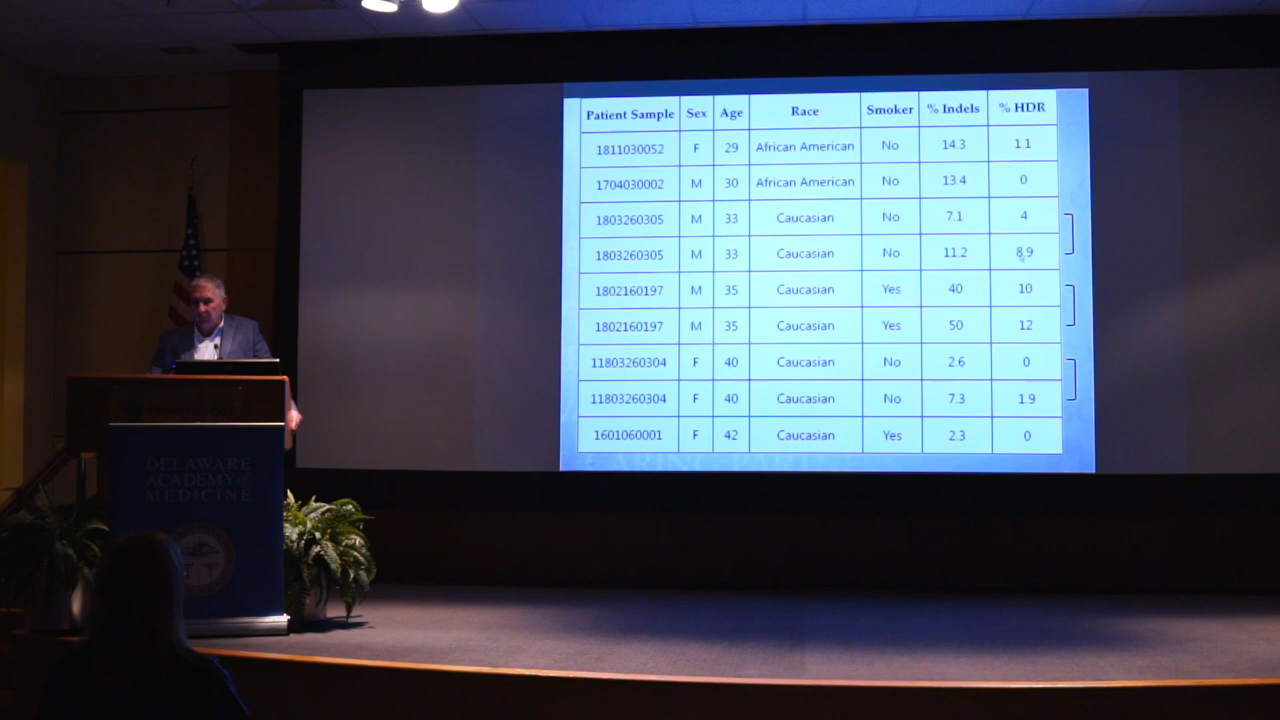 Patient Sample Sex Age Race Smoker % Indels % HDR
1811030052 F 29 African American No 14.3 1.1
1704030002 M 30 African American No 13.4 0
1803260305 M 33 Caucasian No 7.1 4
1803260305 M 33 Caucasian No 11.2 8.9
1802160197 M 35 Caucasian Yes 40 10
1802160197 M 35 Caucasian Yes 50 12
11803260304 F 40 Caucasian No 2.6 0
11803260304 F 40 Caucasian No 7.3 1.9
1601060001 F 42 Caucasian Yes 2.3 0
DELAWARE
ACADEMY of
MEDICINE